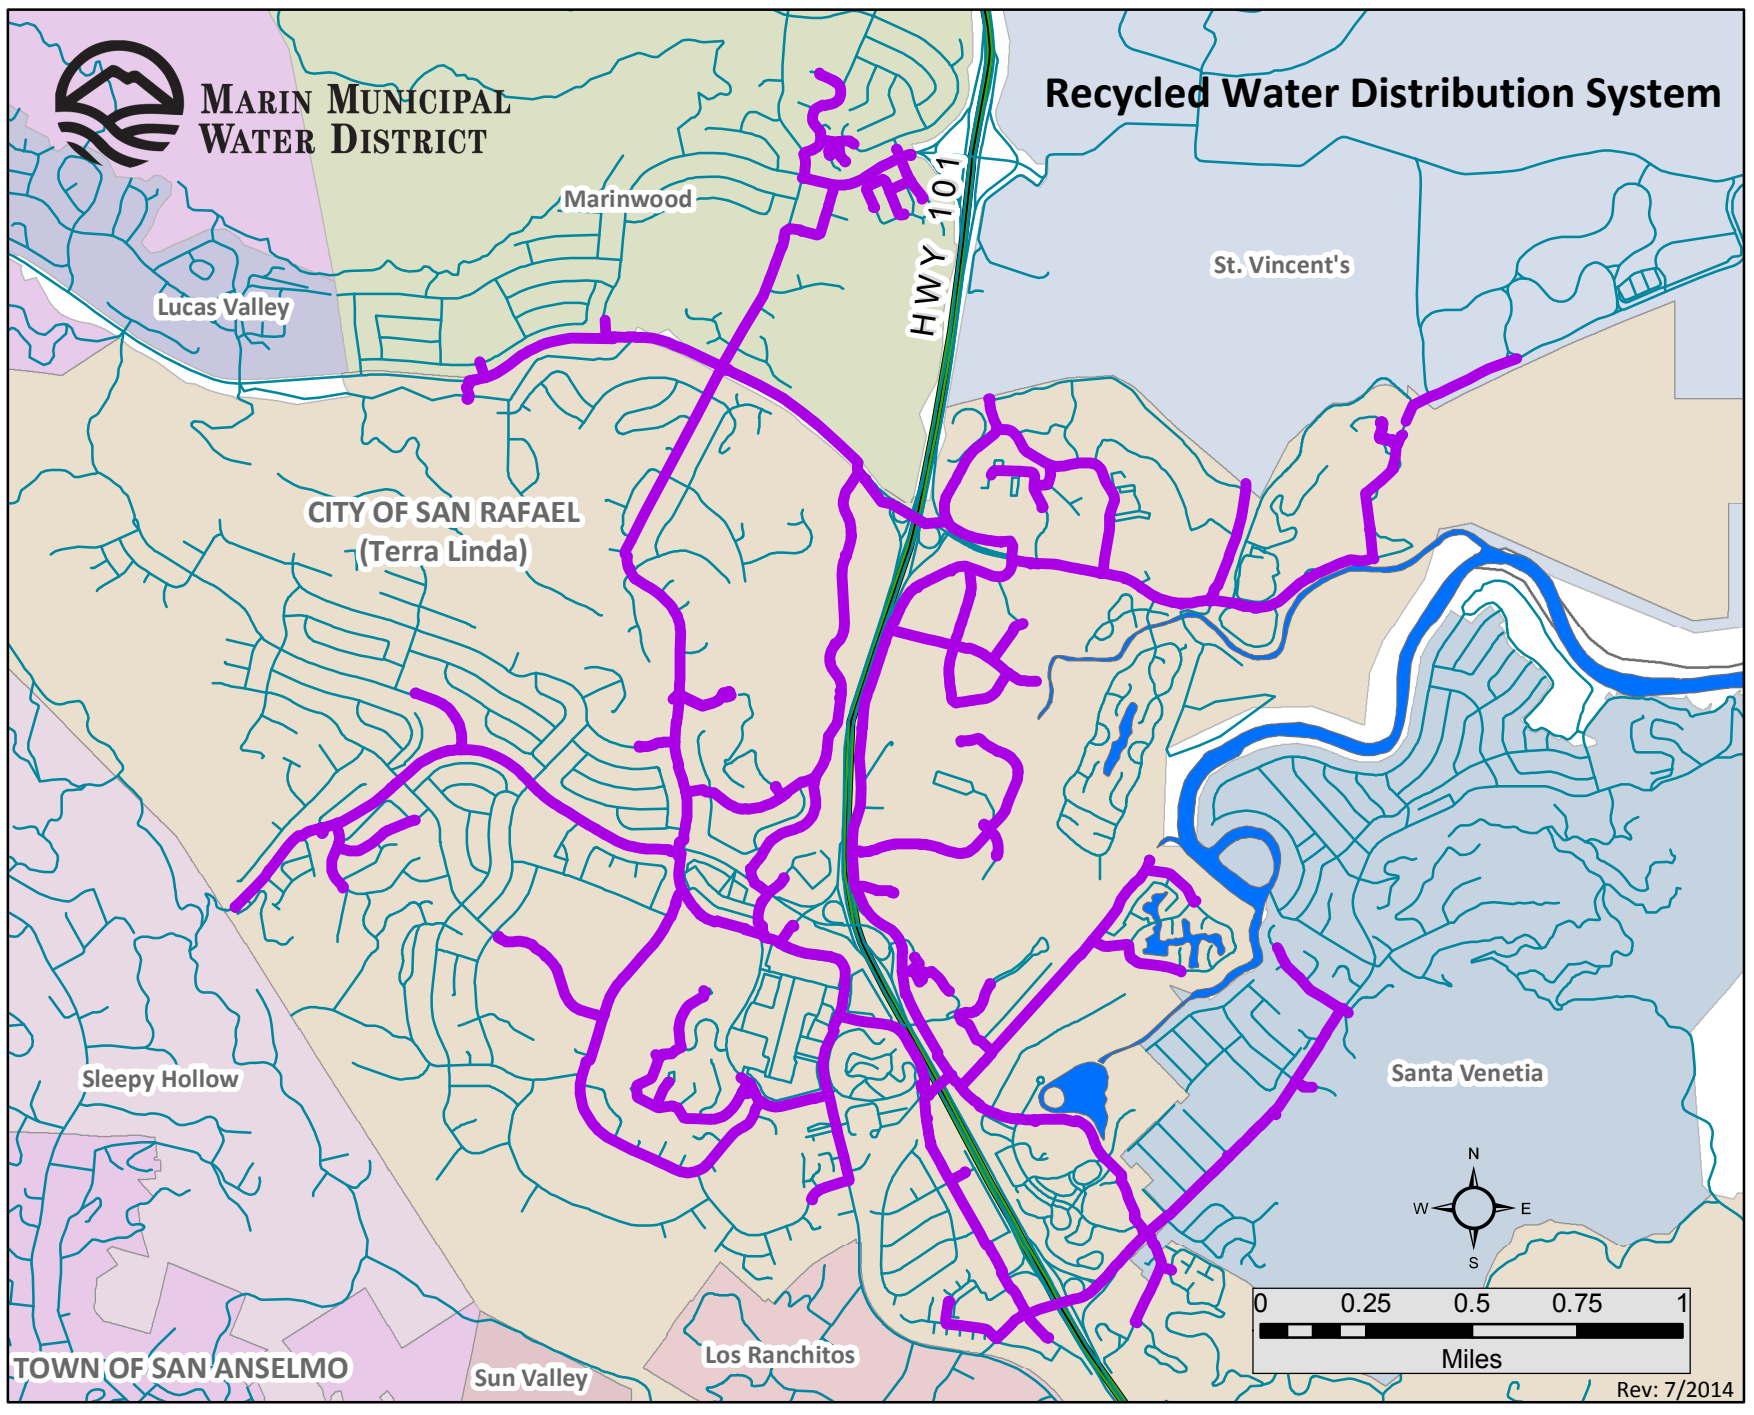 MARIN MUNICIPAL
WATER DISTRICT
Recycled Water Distribution System
Marinwood
HWY 101
St. Vincent's
Lucas Valley
CITY OF SAN RAFAEL
(Terra Linda)
Sleepy Hollow
Santa Venetia
N
W
E
S
0 0.25 0.5 0.75 1
Miles
Los Ranchitos
TOWN OF SAN ANSELMO
Sun Valley
Rev: 7/2014